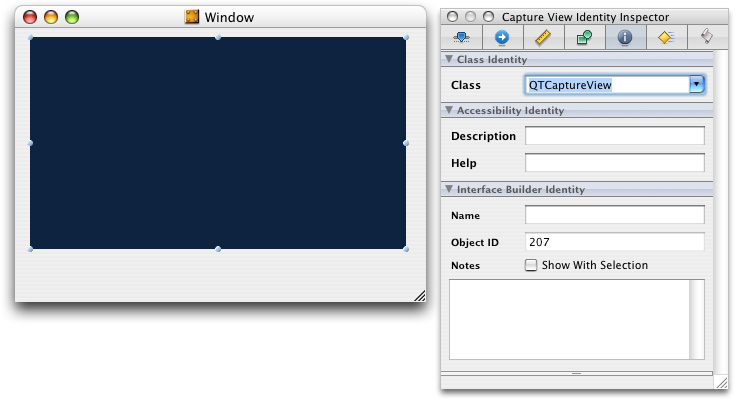 Window
Capture View Identity Inspector
Class Identity
Class QTCaptureView
Accessibility Identity
Description
Help
Interface Builder Identity
Name
Object ID 207
Notes Show With Selection